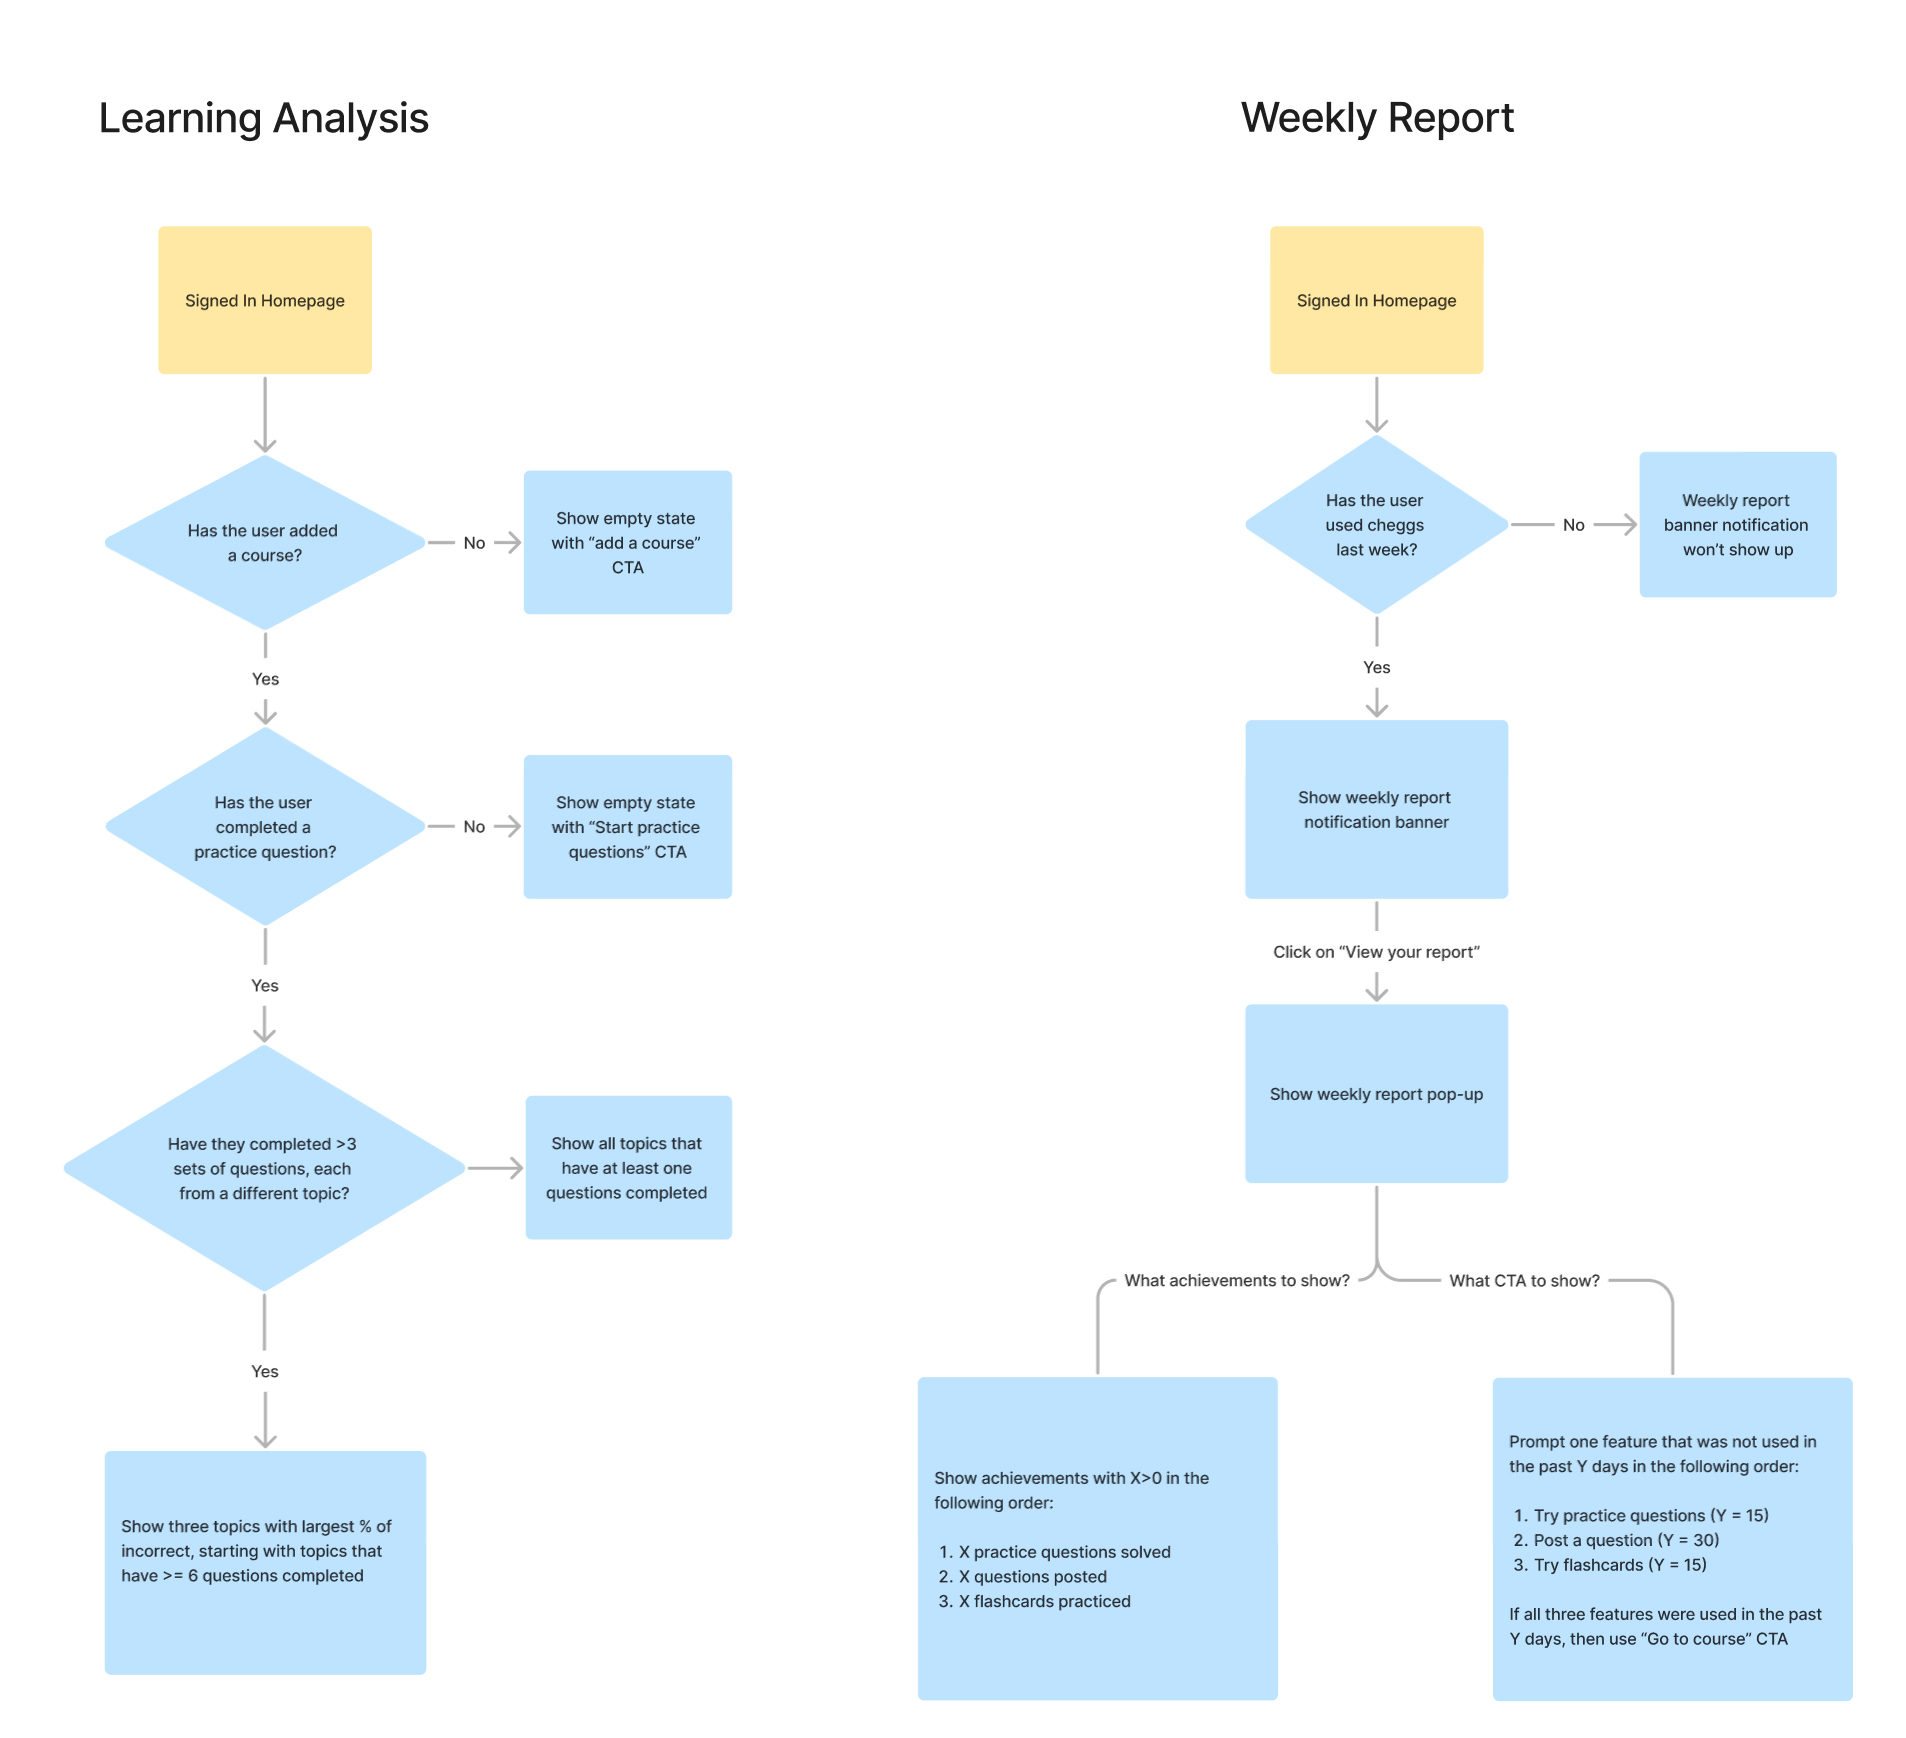 Learning Analysis
Signed In Homepage
Has the user added
a course?
No
Show empty state
with “add a course”
CTA
Yes
Has the user
completed a
practice question?
No
Show empty state
with “Start practice
questions” CTA
Yes
Have they completed >3
sets of questions, each
from a different topic?
Show all topics that
have at least one
questions completed
Yes
Show three topics with largest % of
incorrect, starting with topics that
have >= 6 questions completed
Weekly Report
Signed In Homepage
Has the user
used cheggs
last week?
No
Weekly report
banner notification
won’t show up
Yes
Show weekly report
notification banner
Click on “View your report”
Show weekly report pop-up
What achievements to show?
What CTA to show?
Show achievements with X>0 in the
following order:
1. X practice questions solved
2. X questions posted
3. X flashcards practiced
Prompt one feature that was not used in
the past Y days in the following order:
1. Try practice questions (Y = 15)
2. Post a question (Y = 30)
3. Try flashcards (Y = 15)
If all three features were used in the past
Y days, then use “Go to course” CTA